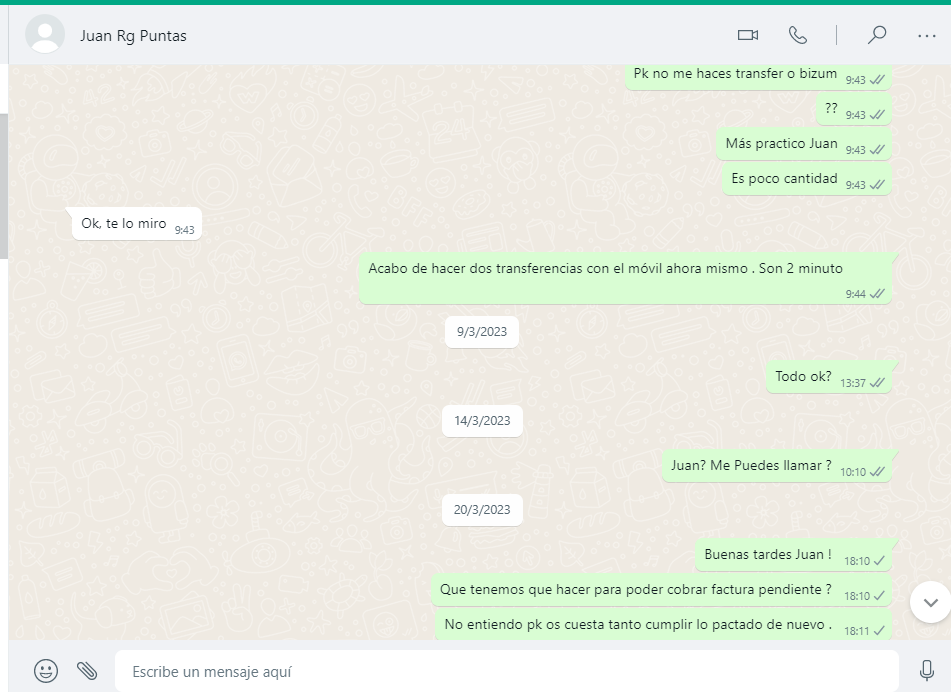 Juan Rg Puntas
Pk no me haces transfer o bizum 9:43
?? 9:43
Más practico Juan 9:43
Es poco cantidad 9:43
Ok, te lo miro 9:43
Acabo de hacer dos transferencias con el móvil ahora mismo . Son 2 minuto
9:44
9/3/2023
Todo ok? 13:37
14/3/2023
Juan? Me Puedes llamar ? 10:10
20/3/2023
Buenas tardes Juan ! 18:10
Que tenemos que hacer para poder cobrar factura pendiente ? 18:10
No entiendo pk os cuesta tanto cumplir lo pactado de nuevo . 18:11
Escribe un mensaje aquí